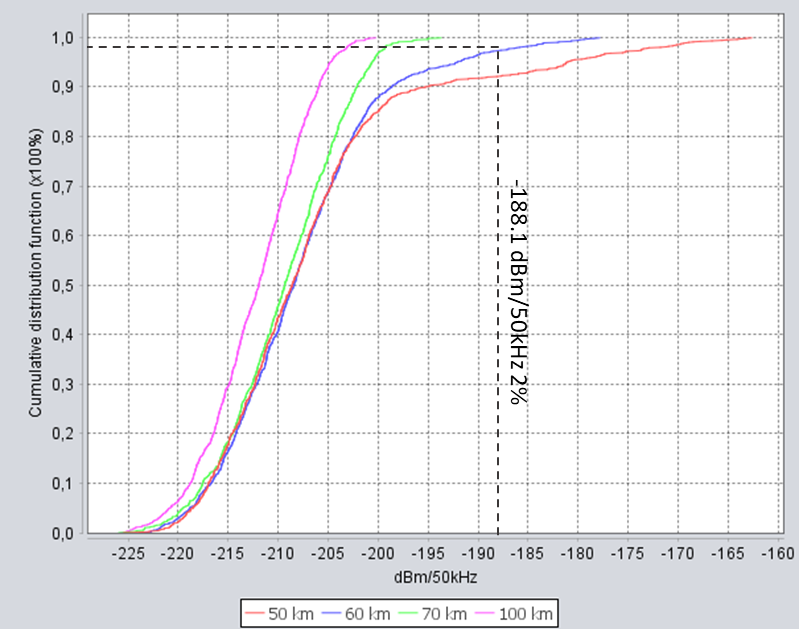 1,0
0,9
0,8
0,7
0,6
0,5
0,4
0,3
0,2
0,1
0,0
Cumulative distribution function (x100%)
-188.1 dBm/50kHz 2%
-225 -220 -215 -210 -205 -200 -195 -190 -185 -180 -175 -170 -165 -160
dBm/50kHz
50 km 60 km 70 km 100 km